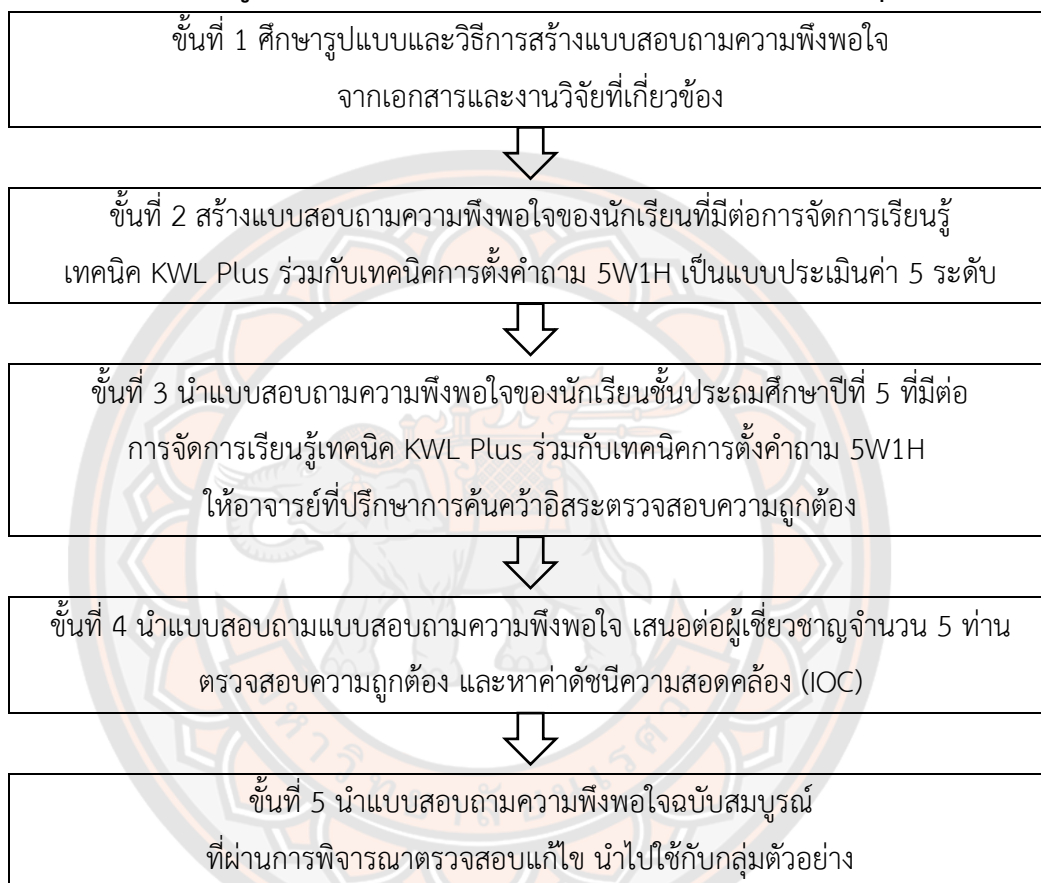 ขั้นที่ 1 ศึกษารูปแบบและวิธีการสร้างแบบสอบถามความพึงพอใจ
จากเอกสารและงานวิจัยที่เกี่ยวข้อง
ขั้นที่ 2 สร้างแบบสอบถามความพึงพอใจของนักเรียนที่มีต่อการจัดการเรียนรู้
เทคนิค KWL Plus ร่วมกับเทคนิคการตั้งคำถาม 5W1H เป็นแบบประเมินค่า 5 ระดับ
ขั้นที่ 3 นำแบบสอบถามความพึงพอใจของนักเรียนชั้นประถมศึกษาปีที่ 5 ที่มีต่อ
การจัดการเรียนรู้เทคนิค KWL Plus ร่วมกับเทคนิคการตั้งคำถาม 5W1H
ให้อาจารย์ที่ปรึกษาการค้นคว้าอิสระตรวจสอบความถูกต้อง
ขั้นที่ 4 นำแบบสอบถามแบบสอบถามความพึงพอใจ เสนอต่อผู้เชี่ยวชาญจำนวน 5 ท่าน
ตรวจสอบความถูกต้อง และหาค่าดัชนีความสอดคล้อง (IOC)
ขั้นที่ 5 นำแบบสอบถามความพึงพอใจฉบับสมบูรณ์
ที่ผ่านการพิจารณาตรวจสอบแก้ไข นำไปใช้กับกลุ่มตัวอย่าง
มหาวิทยาลัยนเรศวร